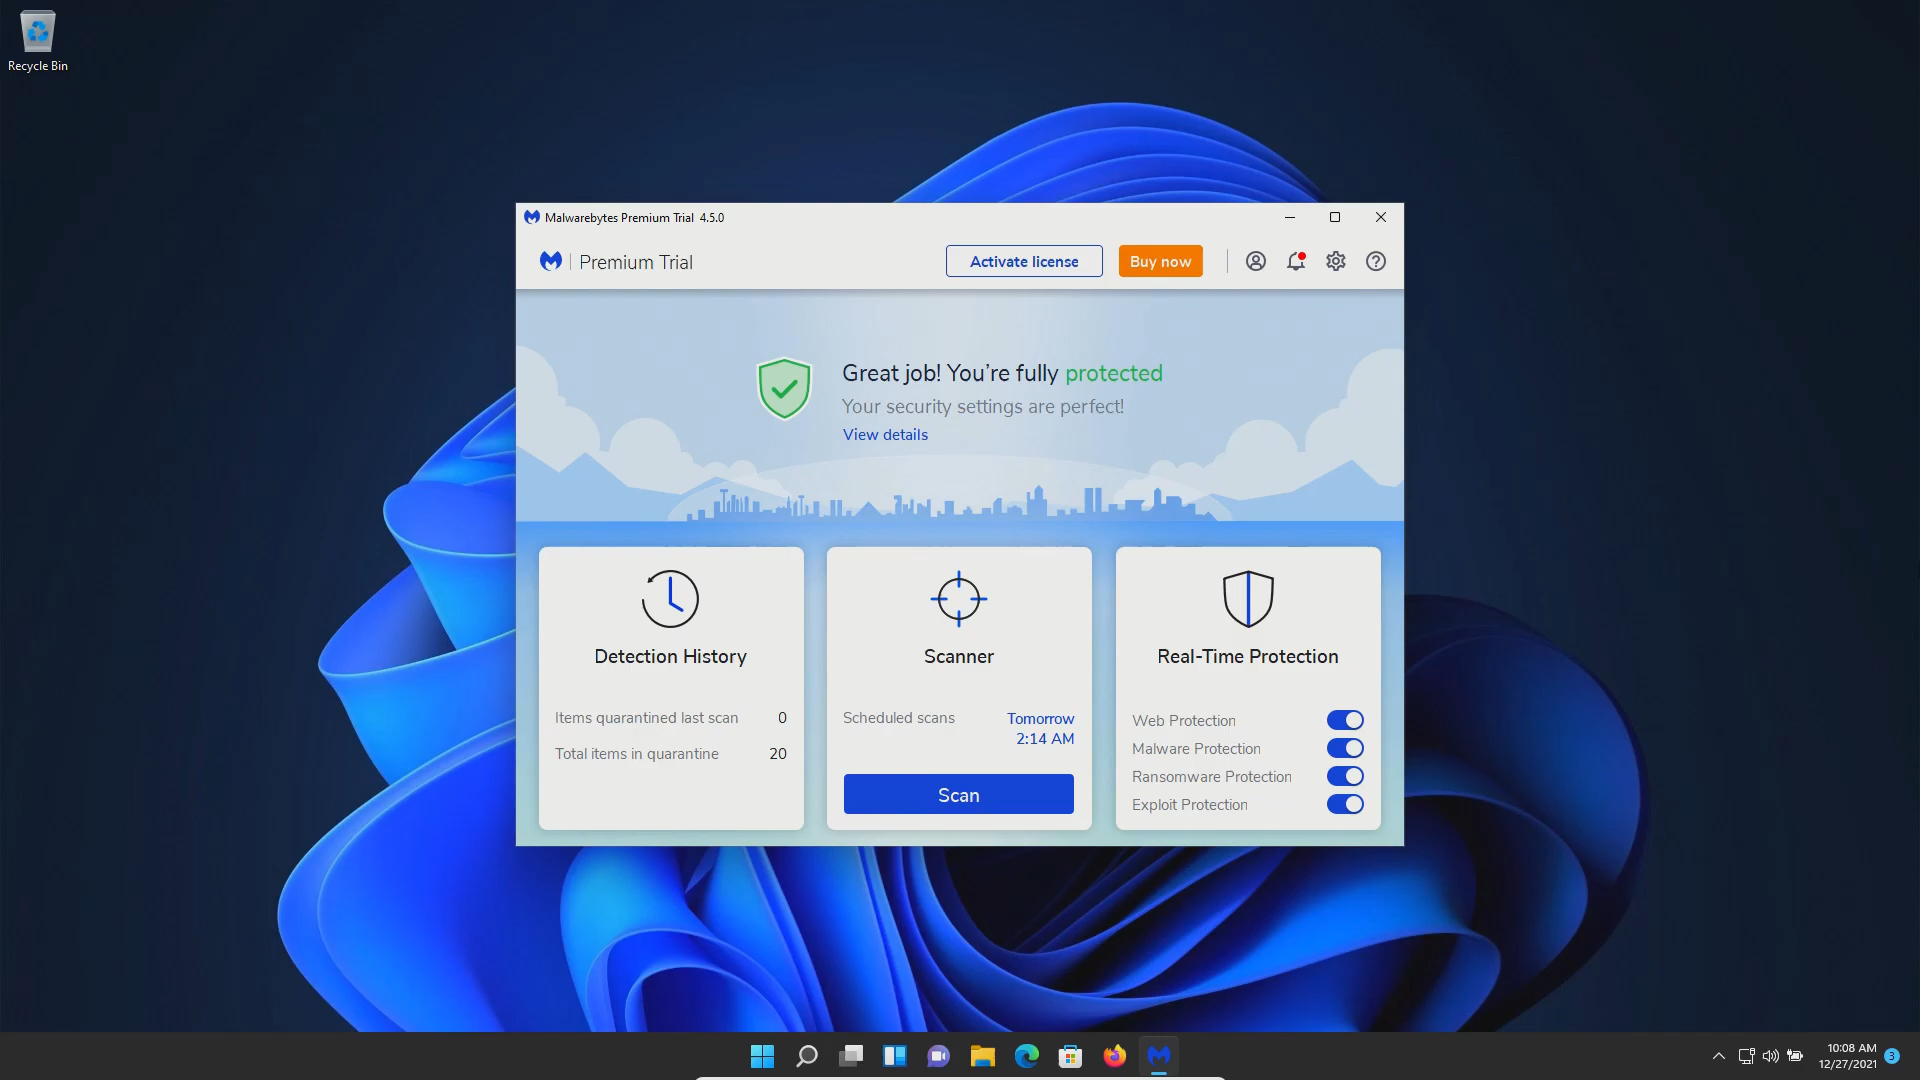 Recycle Bin
Malwarebytes Premium Trial 4.5.0
Premium Trial
Activate license
Buy now
Great job! You're fully protected
Your security settings are perfect!
View details
Detection History
Items quarantined last scan 0
Total items in quarantine 20
Scanner
Scheduled scans Tomorrow
2:14 AM
Scan
Real-Time Protection
Web Protection
Malware Protection
Ransomware Protection
Exploit Protection
10:08 AM
12/27/2021
3